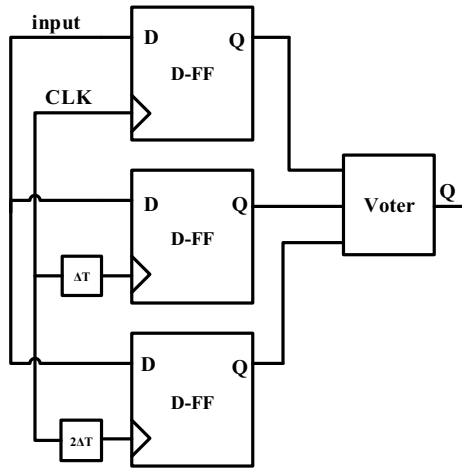 input
D Q
D-FF
CLK
D Q
D-FF
Voter
Q
ΔT
D Q
D-FF
2ΔT